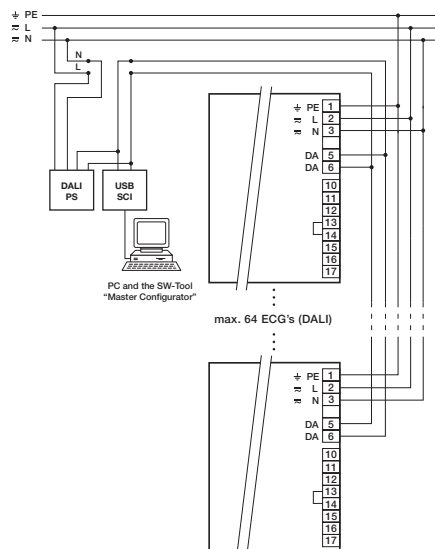 ⏚ PE
≂ L
≂ N
N
L
DALI
PS
USB
SCI
PC and the SW-Tool
“Master Configurator”
⏚ PE 1
≂ L 2
≂ N 3
DA 5
DA 6
10
11
12
13
14
15
16
17
max. 64 ECG's (DALI)
⏚ PE 1
≂ L 2
≂ N 3
DA 5
DA 6
10
11
12
13
14
15
16
17